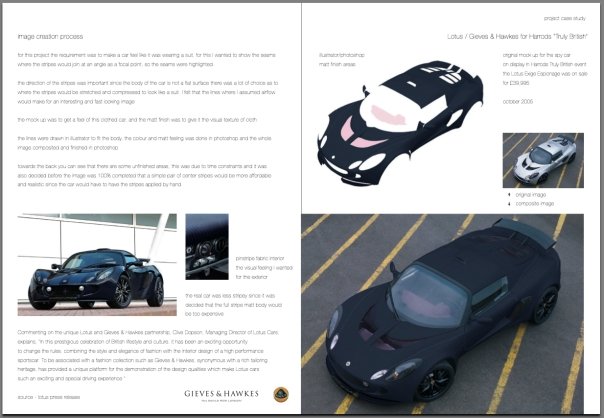 project case study
image creation process
for this project the requirement was to make a car feel like it was wearing a suit. for this I wanted to show the seams
where the stripes join at an angle as a focal point. so the seams were highlighted.
the direction of the stripes was important since the body of the car is not a flat surface there was a lot of choice as to
where the stripes would be stretched and compressed to look like a suit. I felt that the lines where I assumed airflow
would make for an interesting and fast looking image
the mock up was to get a feel of this clothed car. and the matt finish was to give it the visual texture of cloth
the lines were drawn in illustrator to fit the body, the colour and matt feeling was done in photoshop and the whole
image composited and finished in photoshop
towards the back you can see that there are some unfinished areas, this was due to time constraints and it was
also decided before the image was 100% completed that a simple pair of center stripes would be more affordable
and realistic since the car would have to have the stripes applied by hand.
pinstripe fabric interior
the visual feeling I wanted
for the exterior
the real car was less stripey since it was
decided that the full stripe matt body would
be too expensive
Commenting on the unique Lotus and Gieves & Hawkes partnership, Clive Dopson, Managing Director of Lotus Cars
explains, "In this prestigious celebration of British lifestyle and culture, it has been an exciting opportunity
to change the rules, combining the style and elegance of fashion with the interior design of a high performance
sportscar. To be associated with a fashion collection such as Gieves & Hawkes, synonymous with a rich tailoring
heritage, has provided a unique platform for the demonstration of the design qualities which make Lotus cars
such an exciting and special driving experience."
source - lotus press release
GIEVES & HAWKES
Lotus / Gieves & Hawkes for Harrods "Truly British"
illustrator/photoshop
matt finish areas
original mock up for the spy car
on display in Harrods Truly British event
the Lotus Exige Espionage was on sale
for £39,995
october 2005
original image
composite image